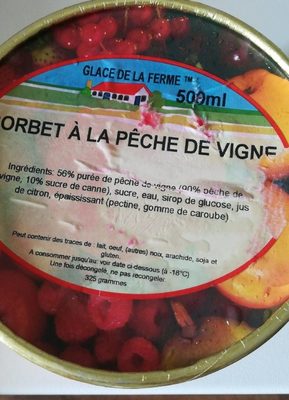 GLACE DE LA FERME ™
500ml
ORBET À LA PÊCHE DE VIGNE
Ingrédients: 56% purée de pêche de vigne (90% pêche de
vigne, 10% sucre de canne), sucre, eau, sirop de glucose, jus
de citron, épaississant (pectine, gomme de caroube)
Peut contenir des traces de : lait, oeuf, (autres) noix, arachide, soja et
gluten.
A consommer jusqu'au: voir date ci-dessous (à -18°C)
Une fois décongelé, ne pas recongeler.
325 grammes